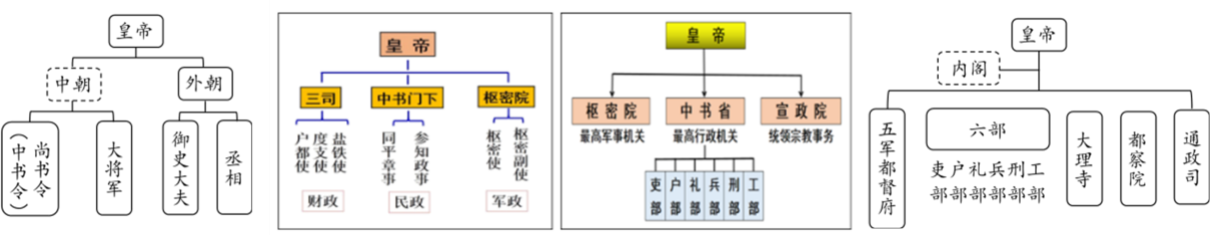 皇帝
中朝
外朝
尚书令（中书令）
大将军
御史大夫
丞相
皇帝
三司
中书门下
枢密院
户都使
度支使
盐铁使
同平章事
参知政事
枢密使
枢密副使
财政
民政
军政
皇帝
枢密院
中书省
宣政院
最高军事机关
最高行政机关
统领宗教事务
吏部
户部
礼部
兵部
刑部
工部
皇帝
内阁
五军都督府
六部
吏户礼兵刑工
部部部部部部
大理寺
都察院
通政司